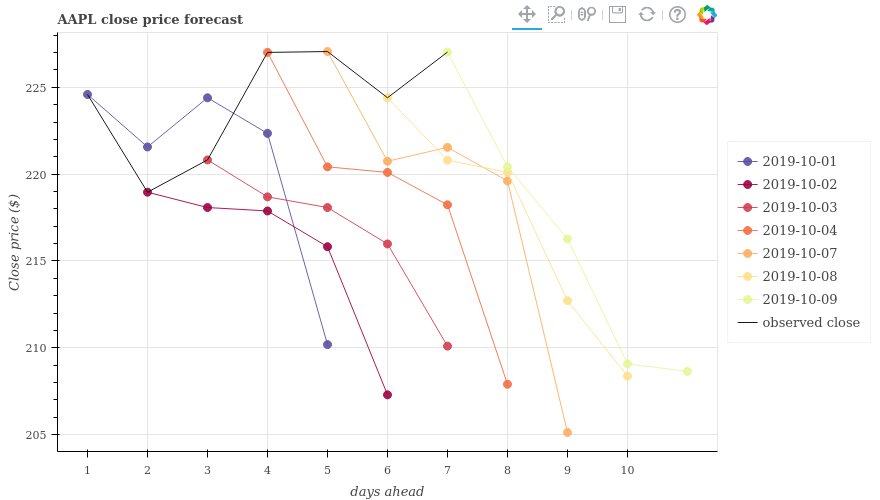 AAPL close price forecast
225
220
215
210
205
Close price ($)
1 2 3 4 5 6 7 8 9 10
days ahead
2019-10-01
2019-10-02
2019-10-03
2019-10-04
2019-10-07
2019-10-08
2019-10-09
observed close